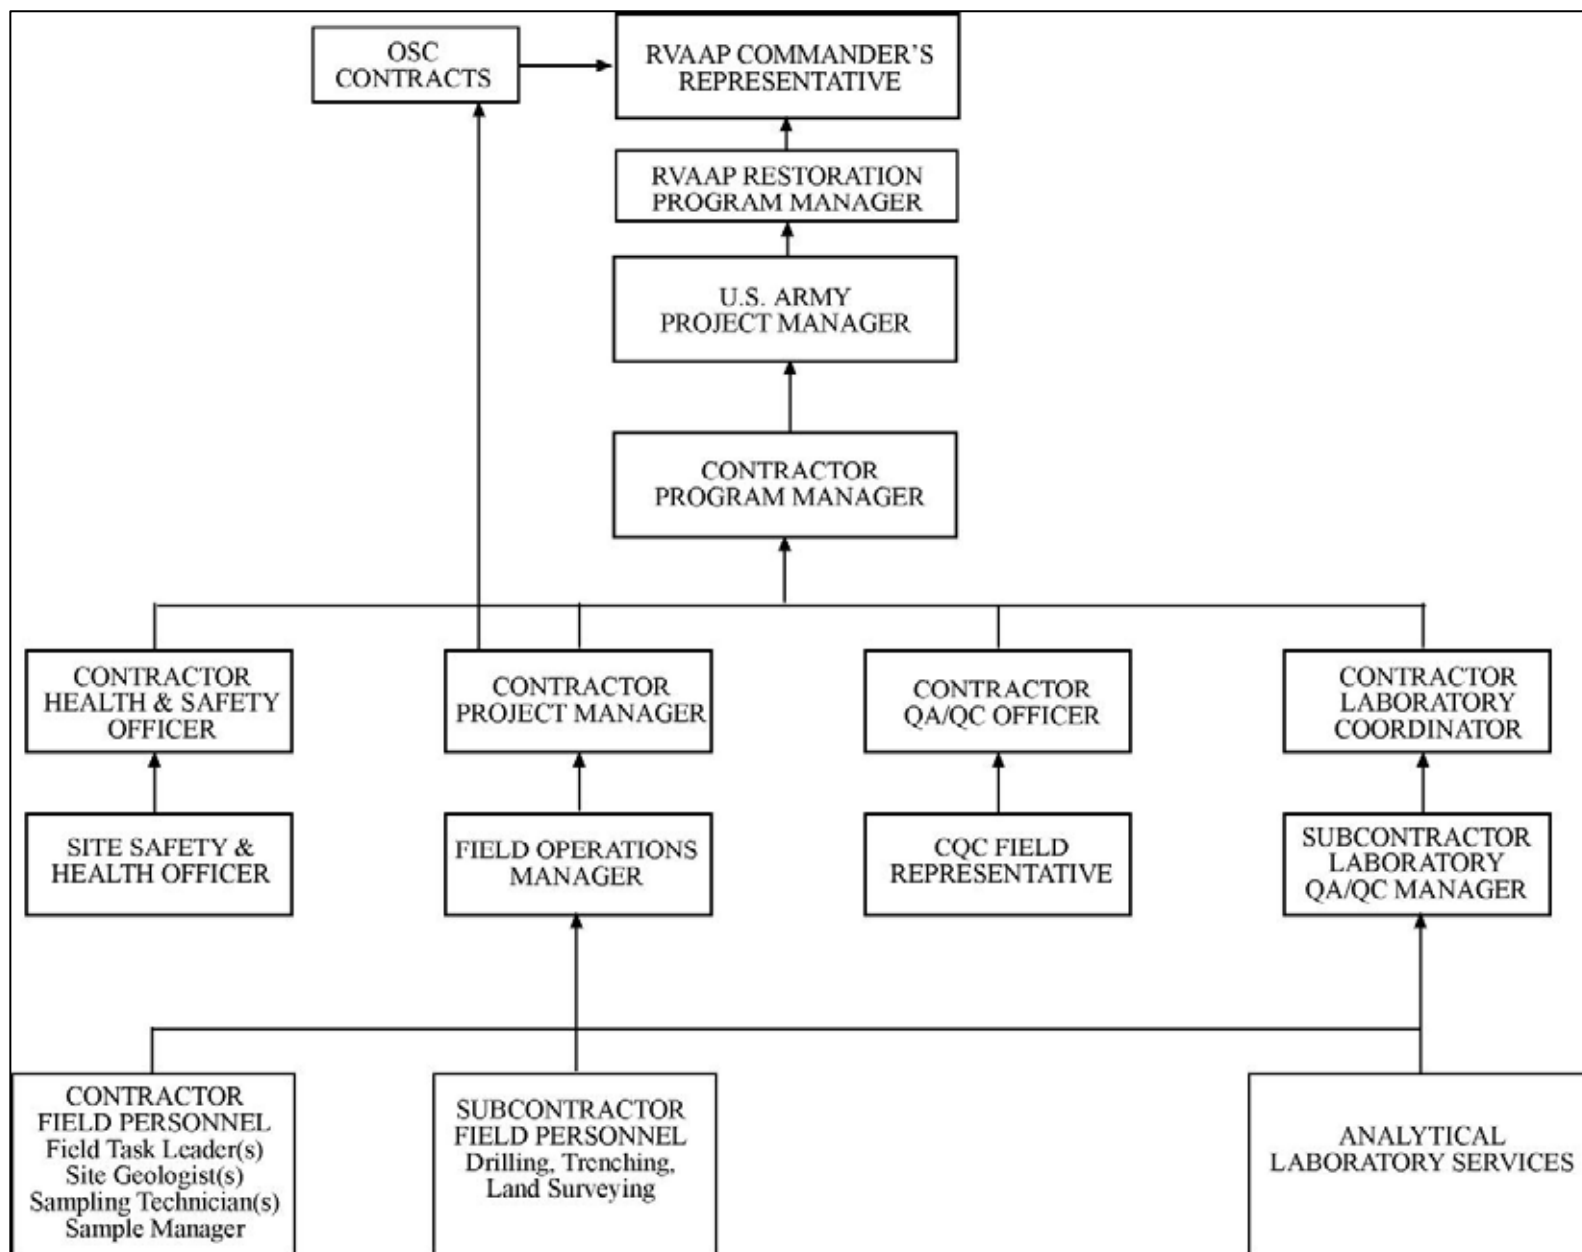 OSC
CONTRACTS
RVAAP COMMANDER'S
REPRESENTATIVE
RVAAP RESTORATION
PROGRAM MANAGER
U.S. ARMY
PROJECT MANAGER
CONTRACTOR
PROGRAM MANAGER
CONTRACTOR
HEALTH & SAFETY
OFFICER
CONTRACTOR
PROJECT MANAGER
CONTRACTOR
QA/QC OFFICER
CONTRACTOR
LABORATORY
COORDINATOR
SITE SAFETY &
HEALTH OFFICER
FIELD OPERATIONS
MANAGER
CQC FIELD
REPRESENTATIVE
SUBCONTRACTOR
LABORATORY
QA/QC MANAGER
CONTRACTOR
FIELD PERSONNEL
Field Task Leader(s)
Site Geologist(s)
Sampling Technician(s)
Sample Manager
SUBCONTRACTOR
FIELD PERSONNEL
Drilling, Trenching,
Land Surveying
ANALYTICAL
LABORATORY SERVICES